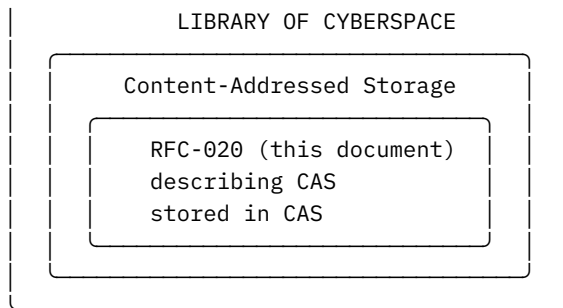 LIBRARY OF CYBERSPACE
Content-Addressed Storage
RFC-020 (this document)
describing CAS
stored in CAS